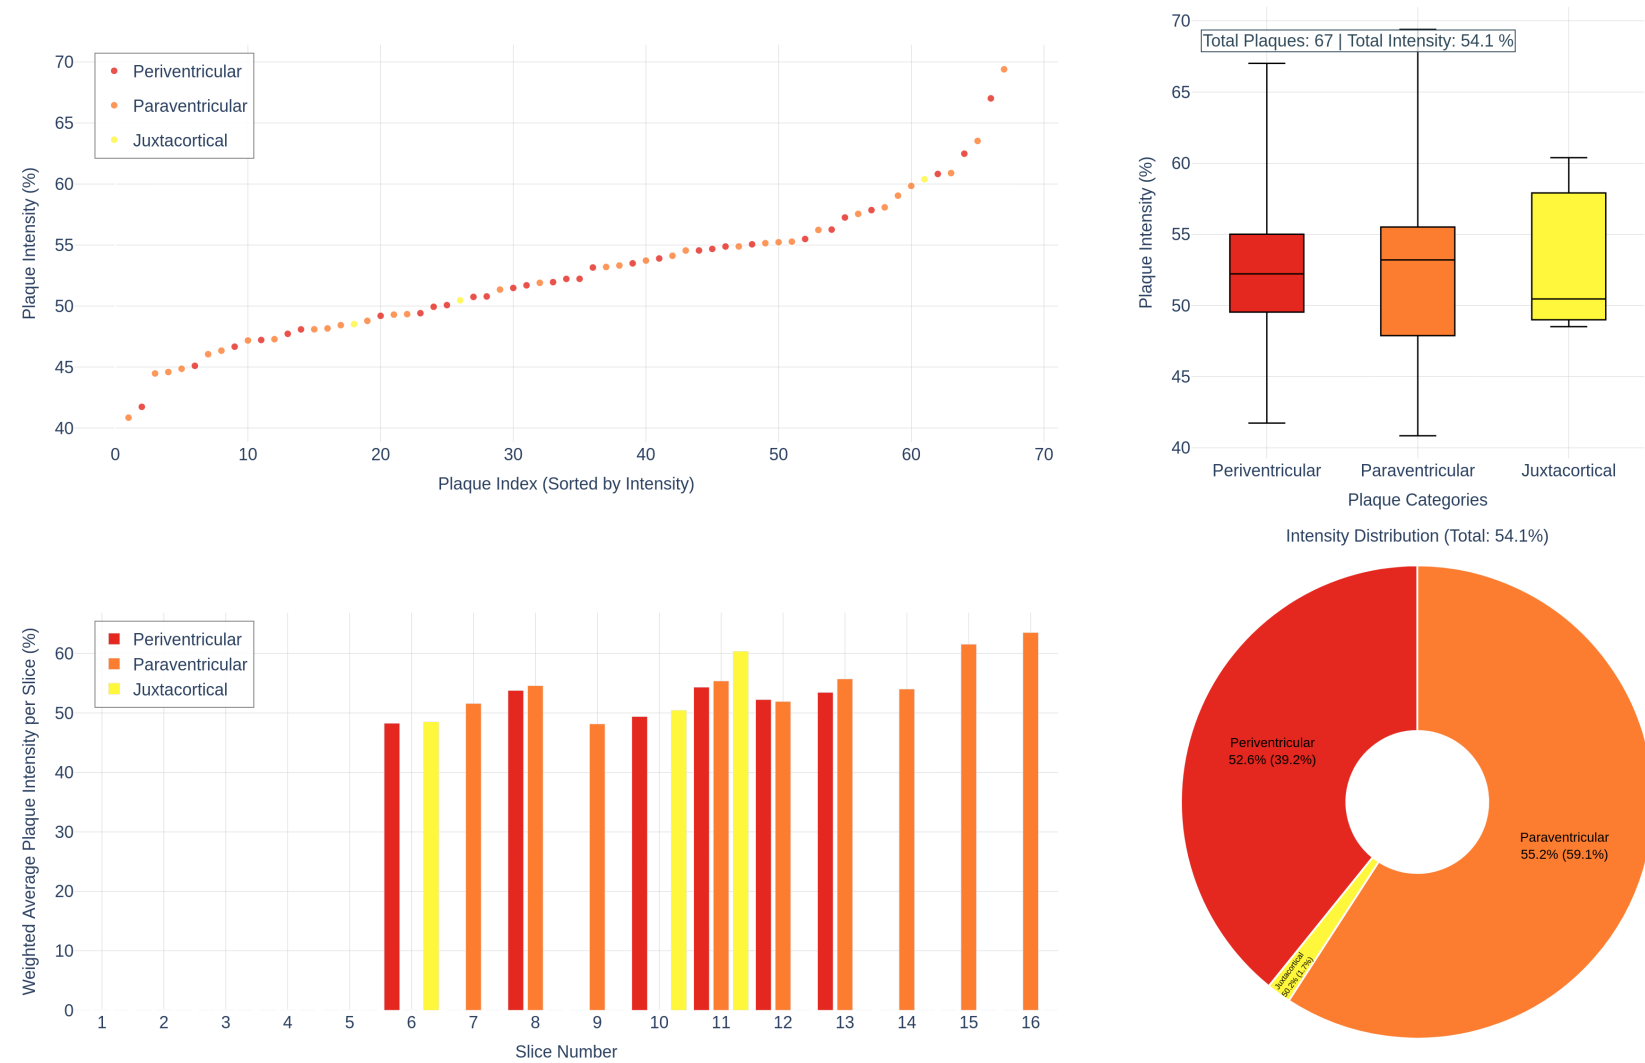 Plaque Intensity (%)
70
65
60
55
50
45
40
Periventricular
Paraventricular
Juxtacortical
0 10 20 30 40 50 60 70
Plaque Index (Sorted by Intensity)
Plaque Intensity (%)
70
65
60
55
50
45
40
Total Plaques: 67 | Total Intensity: 54.1 %
Periventricular Paraventricular Juxtacortical
Plaque Categories
Weighted Average Plaque Intensity per Slice (%)
60
50
40
30
20
10
0
Periventricular
Paraventricular
Juxtacortical
1 2 3 4 5 6 7 8 9 10 11 12 13 14 15 16
Slice Number
Intensity Distribution (Total: 54.1%)
Periventricular
52.6% (39.2%)
Paraventricular
55.2% (59.1%)
Juxtacortical
50.2% (1.7%)